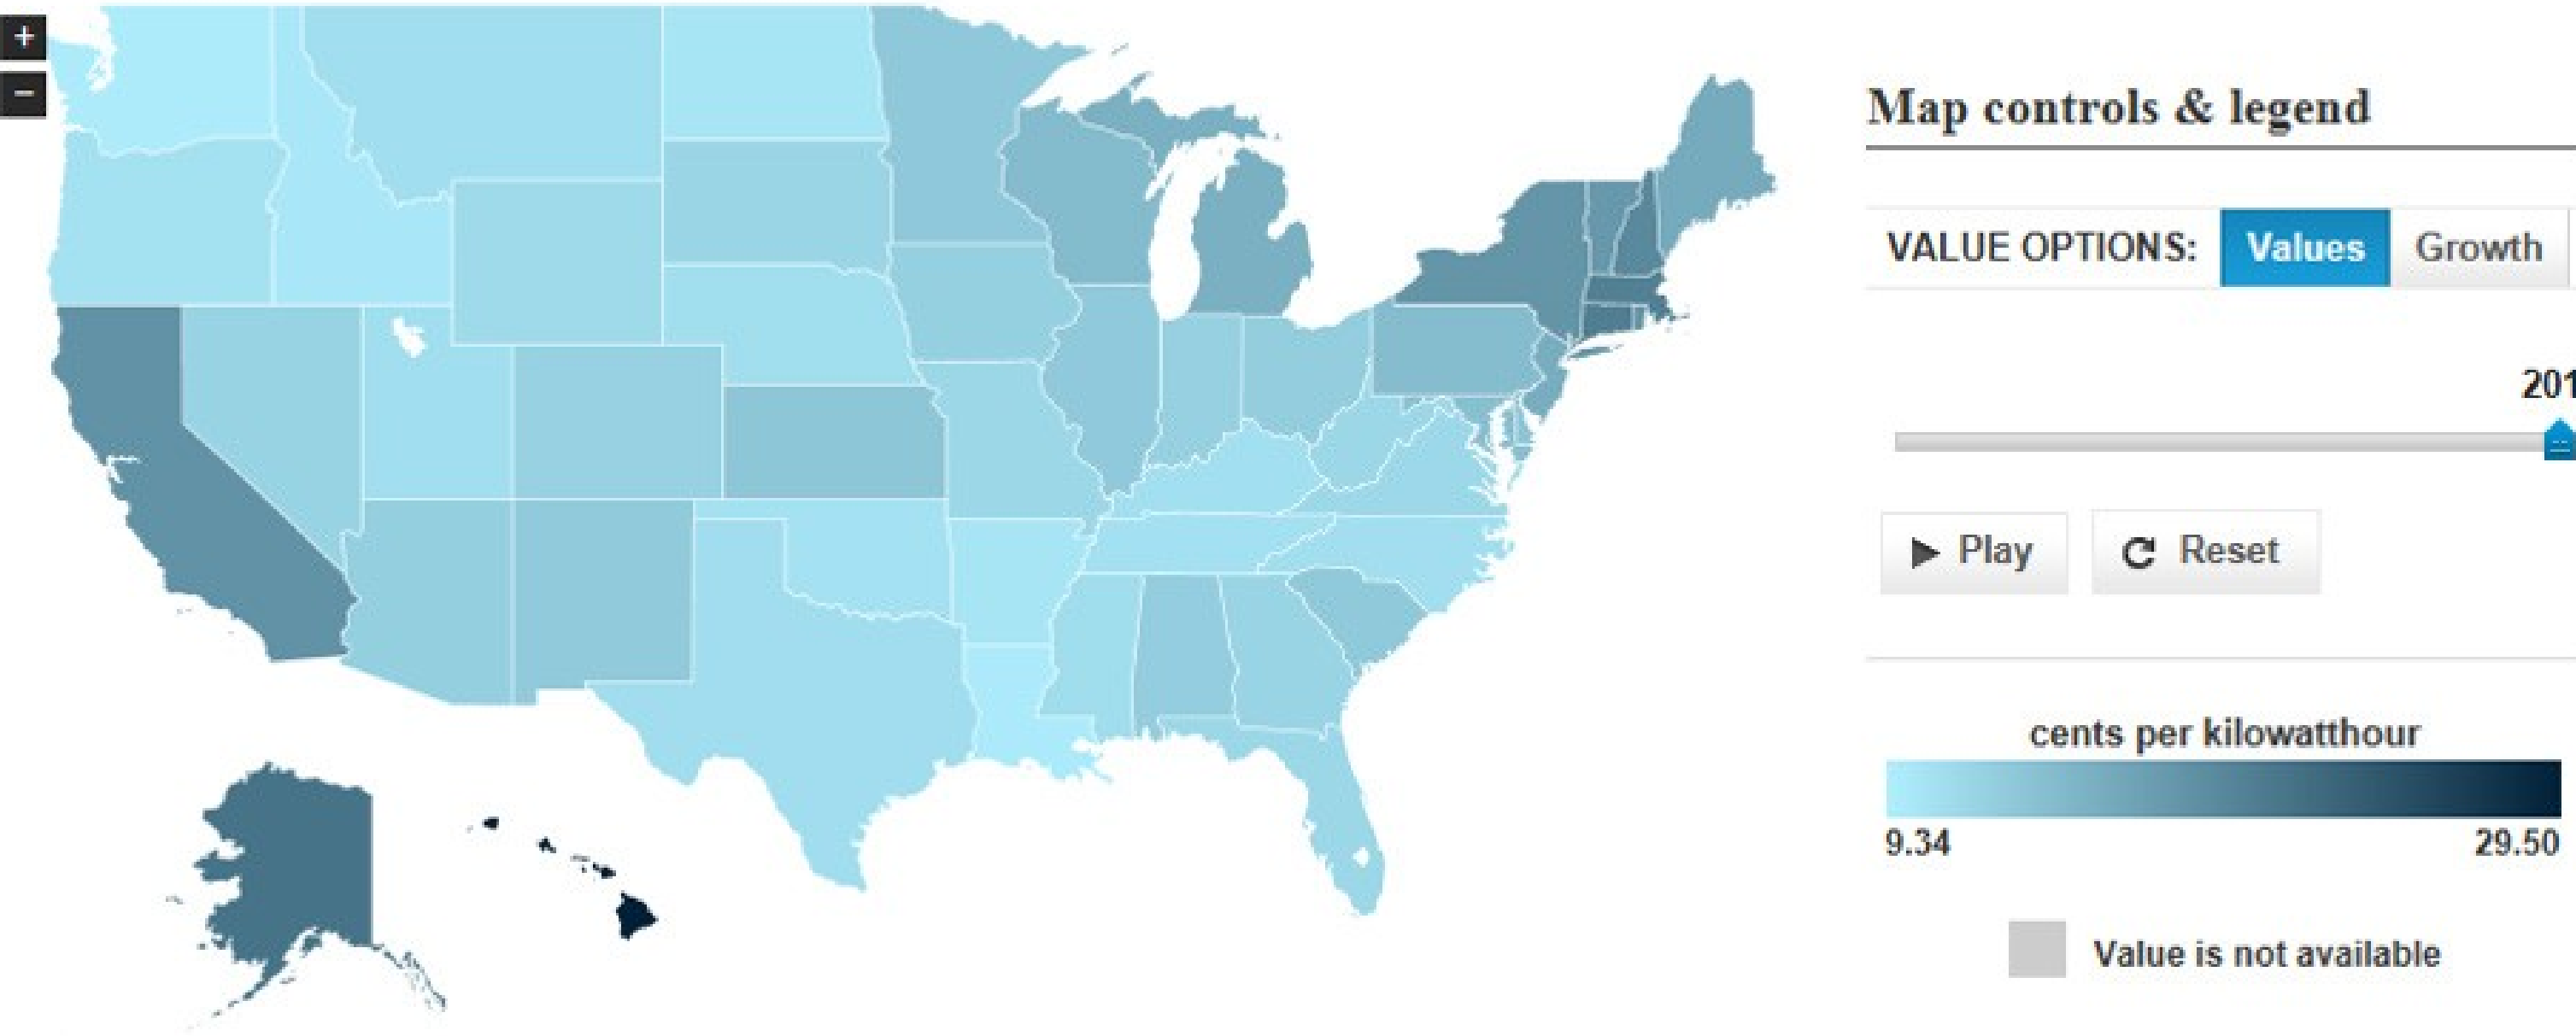 +
−
Map controls & legend
VALUE OPTIONS: Values Growth
201
Play Reset
cents per kilowatthour
9.34 29.50
Value is not available